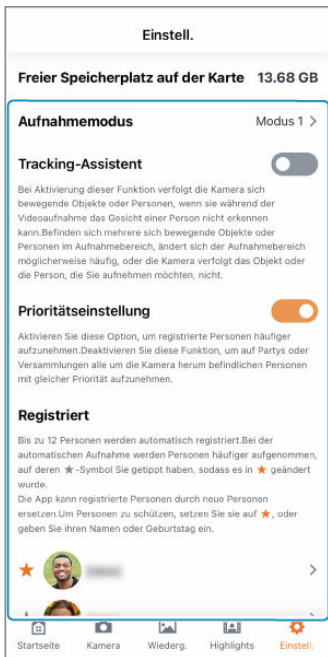 Einstell.
Freier Speicherplatz auf der Karte 13.68 GB
Aufnahmemodus Modus 1 >
Tracking-Assistent
Bei Aktivierung dieser Funktion verfolgt die Kamera sich
bewegende Objekte oder Personen, wenn sie während der
Videoaufnahme das Gesicht einer Person nicht erkennen
kann.Befinden sich mehrere sich bewegende Objekte oder
Personen im Aufnahmebereich, ändert sich der Aufnahmebereich
möglicherweise häufig, oder die Kamera verfolgt das Objekt oder
die Person, die Sie aufnehmen möchten, nicht.
Prioritätseinstellung
Aktivieren Sie diese Option, um registrierte Personen häufiger
aufzunehmen.Deaktivieren Sie diese Funktion, um auf Partys oder
Versammlungen alle um die Kamera herum befindlichen Personen
mit gleicher Priorität aufzunehmen.
Registriert
Bis zu 12 Personen werden automatisch registriert.Bei der
automatischen Aufnahme werden Personen häufiger aufgenommen,
auf deren ★-Symbol Sie getippt haben, sodass es in ★ geändert
wurde.
Die App kann registrierte Personen durch neue Personen
ersetzen.Um Personen zu schützen, setzen Sie sie auf ★, oder
geben Sie ihren Namen oder Geburtstag ein.
Startseite Kamera Wiederg. Highlights Einstell.